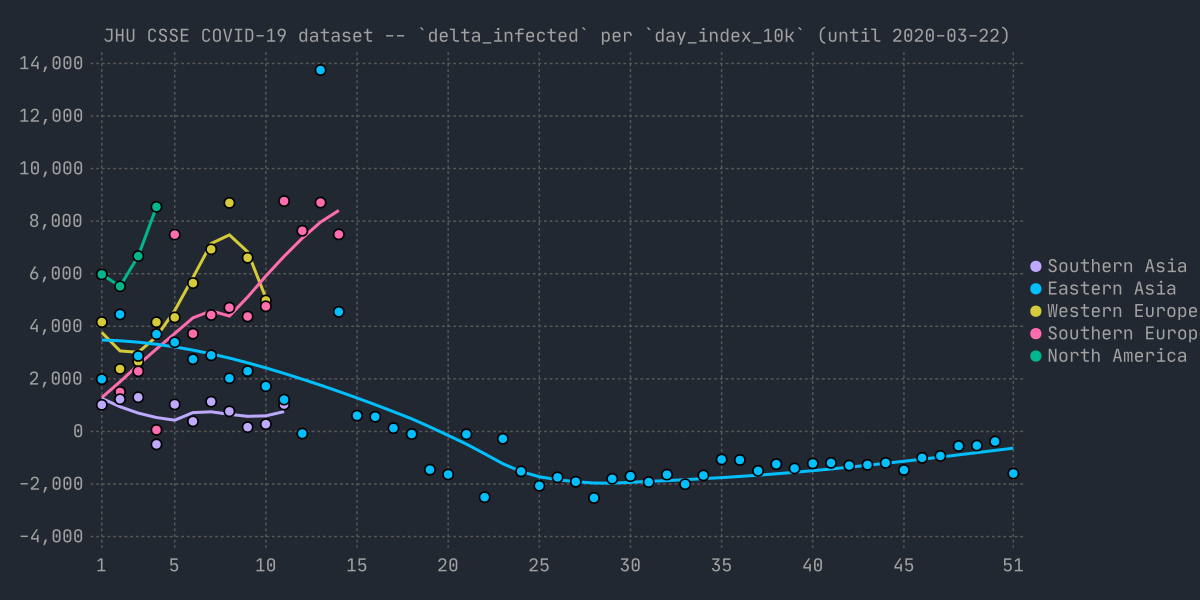 JHU CSSE COVID-19 dataset -- `delta_infected` per `day_index_10k` (until 2020-03-22)
14,000
12,000
10,000
8,000
6,000
4,000
2,000
0
-2,000
-4,000
1 5 10 15 20 25 30 35 40 45 51
Southern Asia
Eastern Asia
Western Europe
Southern Europ
North America